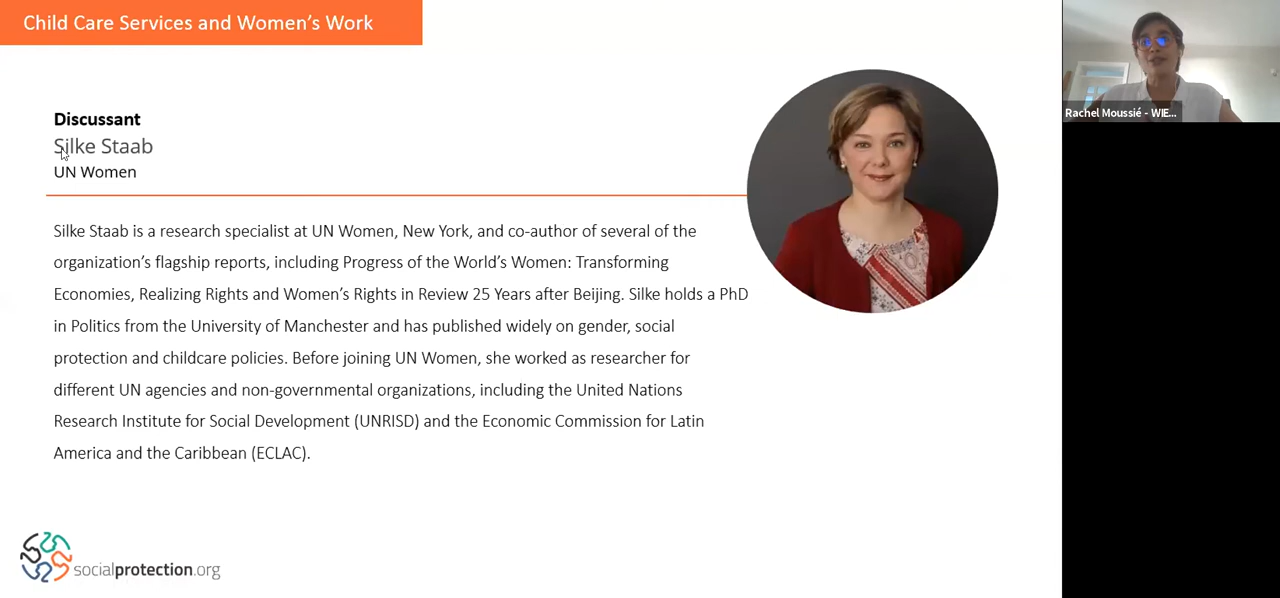 Child Care Services and Women's Work
Discussant
Silke Staab
UN Women
Silke Staab is a research specialist at UN Women, New York, and co-author of several of the
organization's flagship reports, including Progress of the World's Women: Transforming
Economies, Realizing Rights and Women's Rights in Review 25 Years after Beijing. Silke holds a PhD
in Politics from the University of Manchester and has published widely on gender, social
protection and childcare policies. Before joining UN Women, she worked as researcher for
different UN agencies and non-governmental organizations, including the United Nations
Research Institute for Social Development (UNRISD) and the Economic Commission for Latin
America and the Caribbean (ECLAC).
socialprotection.org
Rachel Moussié - WIE...